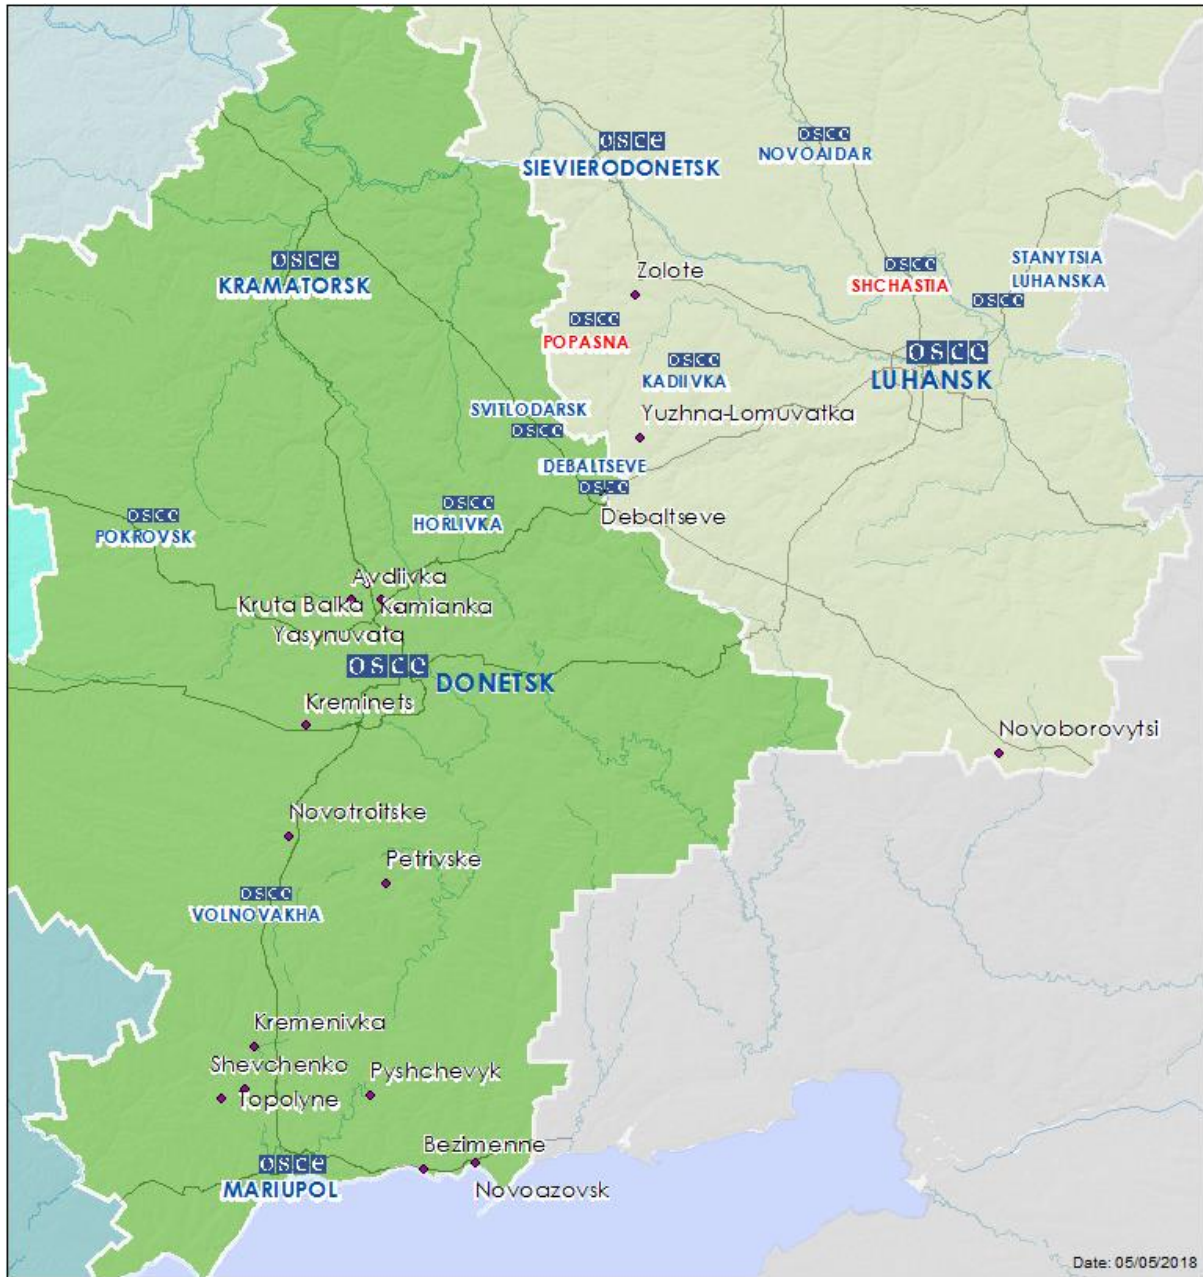 osce
SIEVIERODONETSK
osce
NOVOAIDAR
osce
KRAMATORSK
Zolote
osce
SHCHASTIA
STANYTSIA
LUHANSKA
osce
osce
POPASNA
osce
KADIIVKA
osce
LUHANSK
SVITLODARSK
osce
Yuzhna-Lomuvatka
DEBALTSEVE
osce
Debaltseve
osce
POKROVSK
osce
HORLIVKA
Avdiivka
Kruta Balka
Kamianka
Yasynuvata
osce
DONETSK
Kreminets
Novoborovytsi
Novotroitske
Petrivske
osce
VOLNOVAKHA
Kremenivka
Shevchenko
Pyshchevyk
Topolyne
Bezimenne
osce
MARIUPOL
Novoazovsk
Date: 05/05/2018